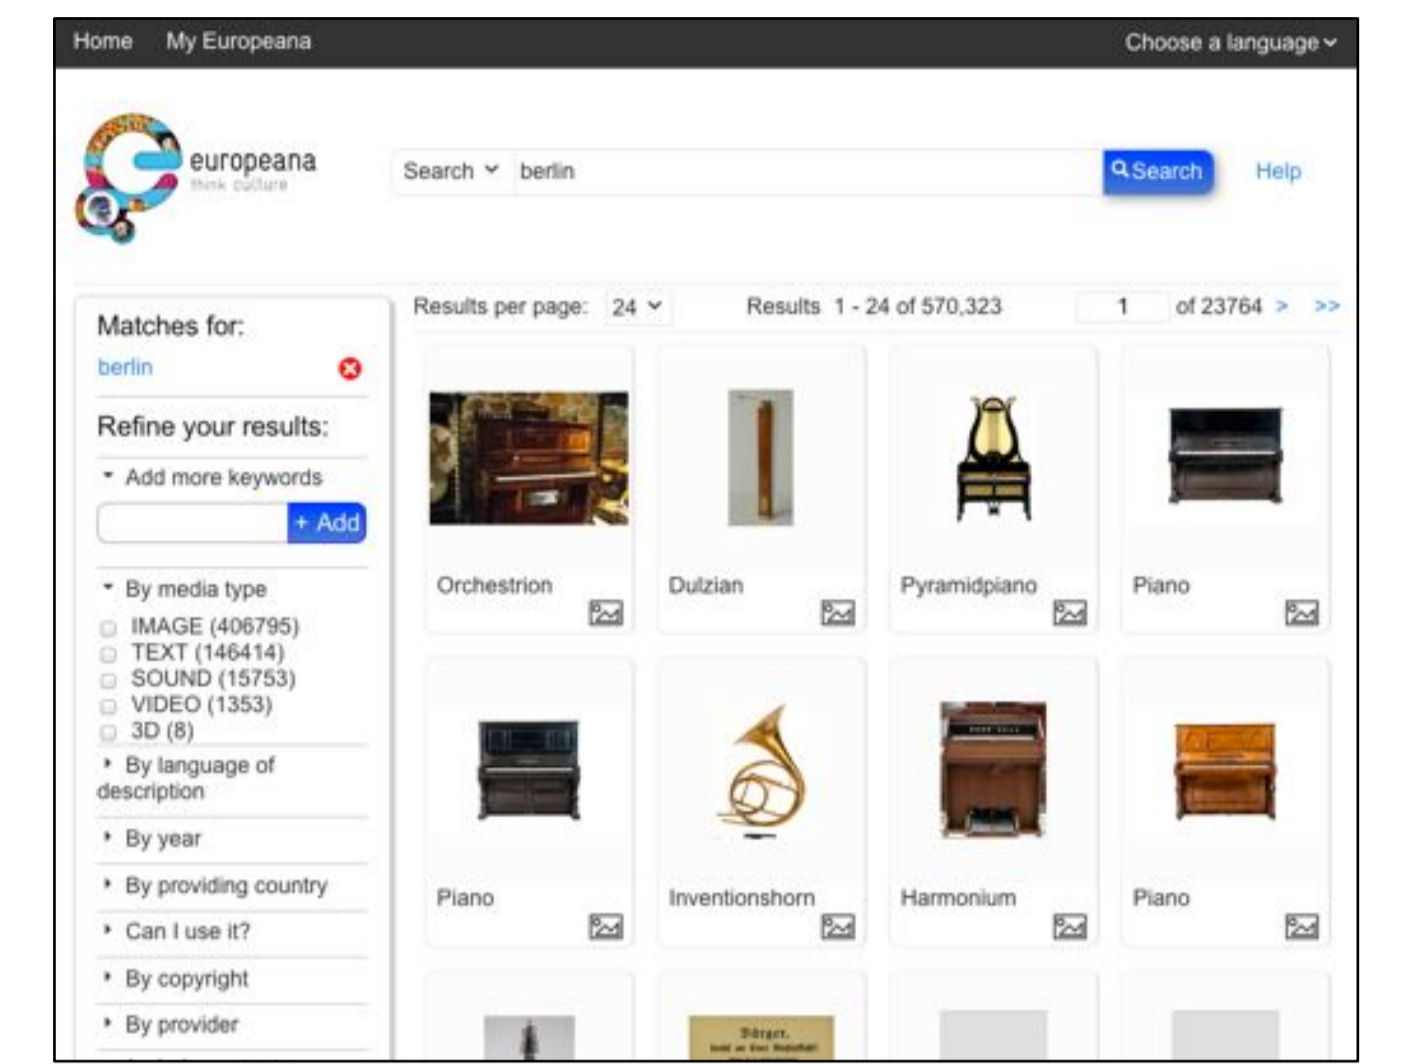 Home My Europeana Choose a language
europeana
think culture
Search berlin Search Help
Results per page: 24 Results 1 - 24 of 570,323 1 of 23764 > >>
Matches for:
berlin
Refine your results:
Add more keywords
+ Add
By media type
IMAGE (406795)
TEXT (146414)
SOUND (15753)
VIDEO (1353)
3D (8)
By language of
description
By year
By providing country
Can I use it?
By copyright
By provider
Orchestrion Dulzian Pyramidpiano Piano
Piano Inventionshorn Harmonium Piano
Bürger,